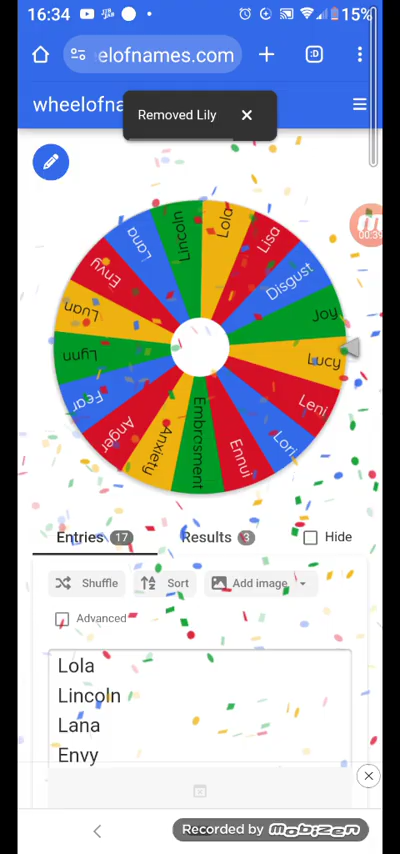 16:34
15%
elofnames.com
:D
wheelofna
Removed Lily
Lola
Lisa
Disgust
Joy
Lucy
Leni
Lori
Ennui
Embrosment
Anxiety
Anger
Fear
Lynn
Luan
Envy
Lana
Lincoln
Entries 17
Results 3
Hide
Shuffle
Sort
Add image
Advanced
Lola
Lincoln
Lana
Envy
Recorded by mobizen